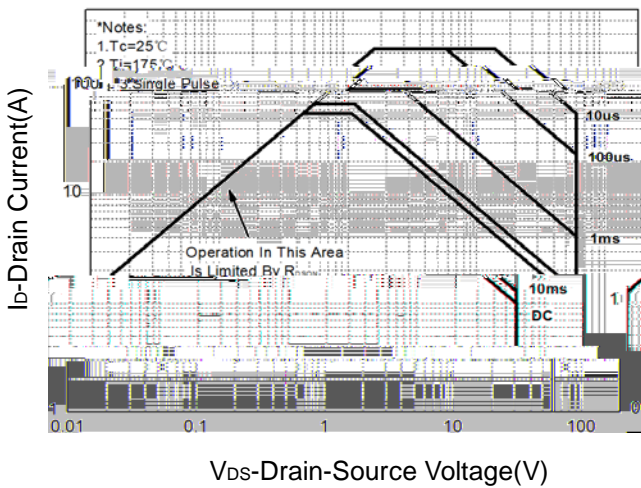 *Notes:
1.Tc=25℃
2.Tj=175℃
3.Single Pulse
10us
100us
10
Operation In This Area
Is Limited By
1ms
10ms
DC
1
0.01
0.1
1
10
100
ID-Drain Current(A)
VDS-Drain-Source Voltage(V)